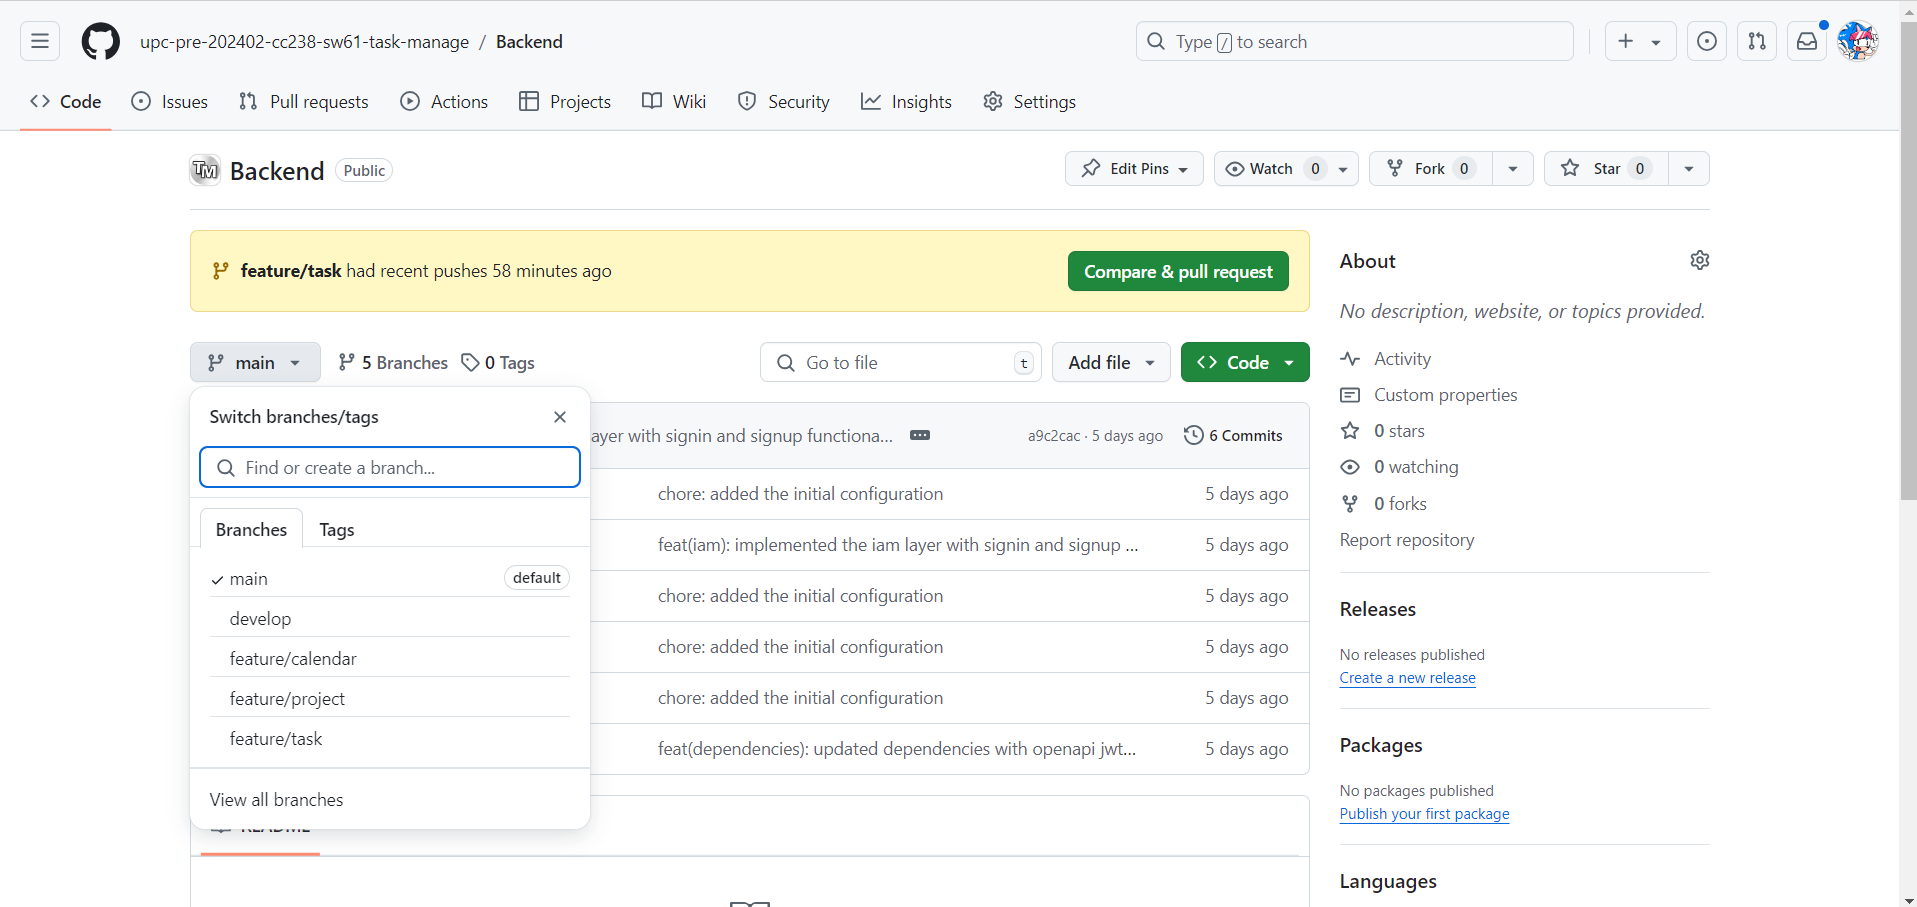 upc-pre-202402-cc238-sw61-task-manage / Backend
Type / to search
Code Issues Pull requests Actions Projects Wiki Security Insights Settings
TM Backend Public
Edit Pins Watch 0 Fork 0 Star 0
feature/task had recent pushes 58 minutes ago
Compare & pull request
main 5 Branches 0 Tags
Go to file t
Add file
Code
Switch branches/tags
Find or create a branch...
Branches Tags
main default
develop
feature/calendar
feature/project
feature/task
View all branches
ayer with signin and signup functiona... a9c2cac · 5 days ago 6 Commits
chore: added the initial configuration 5 days ago
feat(iam): implemented the iam layer with signin and signup ... 5 days ago
chore: added the initial configuration 5 days ago
chore: added the initial configuration 5 days ago
chore: added the initial configuration 5 days ago
feat(dependencies): updated dependencies with openapi jwt... 5 days ago
README
About
No description, website, or topics provided.
Activity
Custom properties
0 stars
0 watching
0 forks
Report repository
Releases
No releases published
Create a new release
Packages
No packages published
Publish your first package
Languages